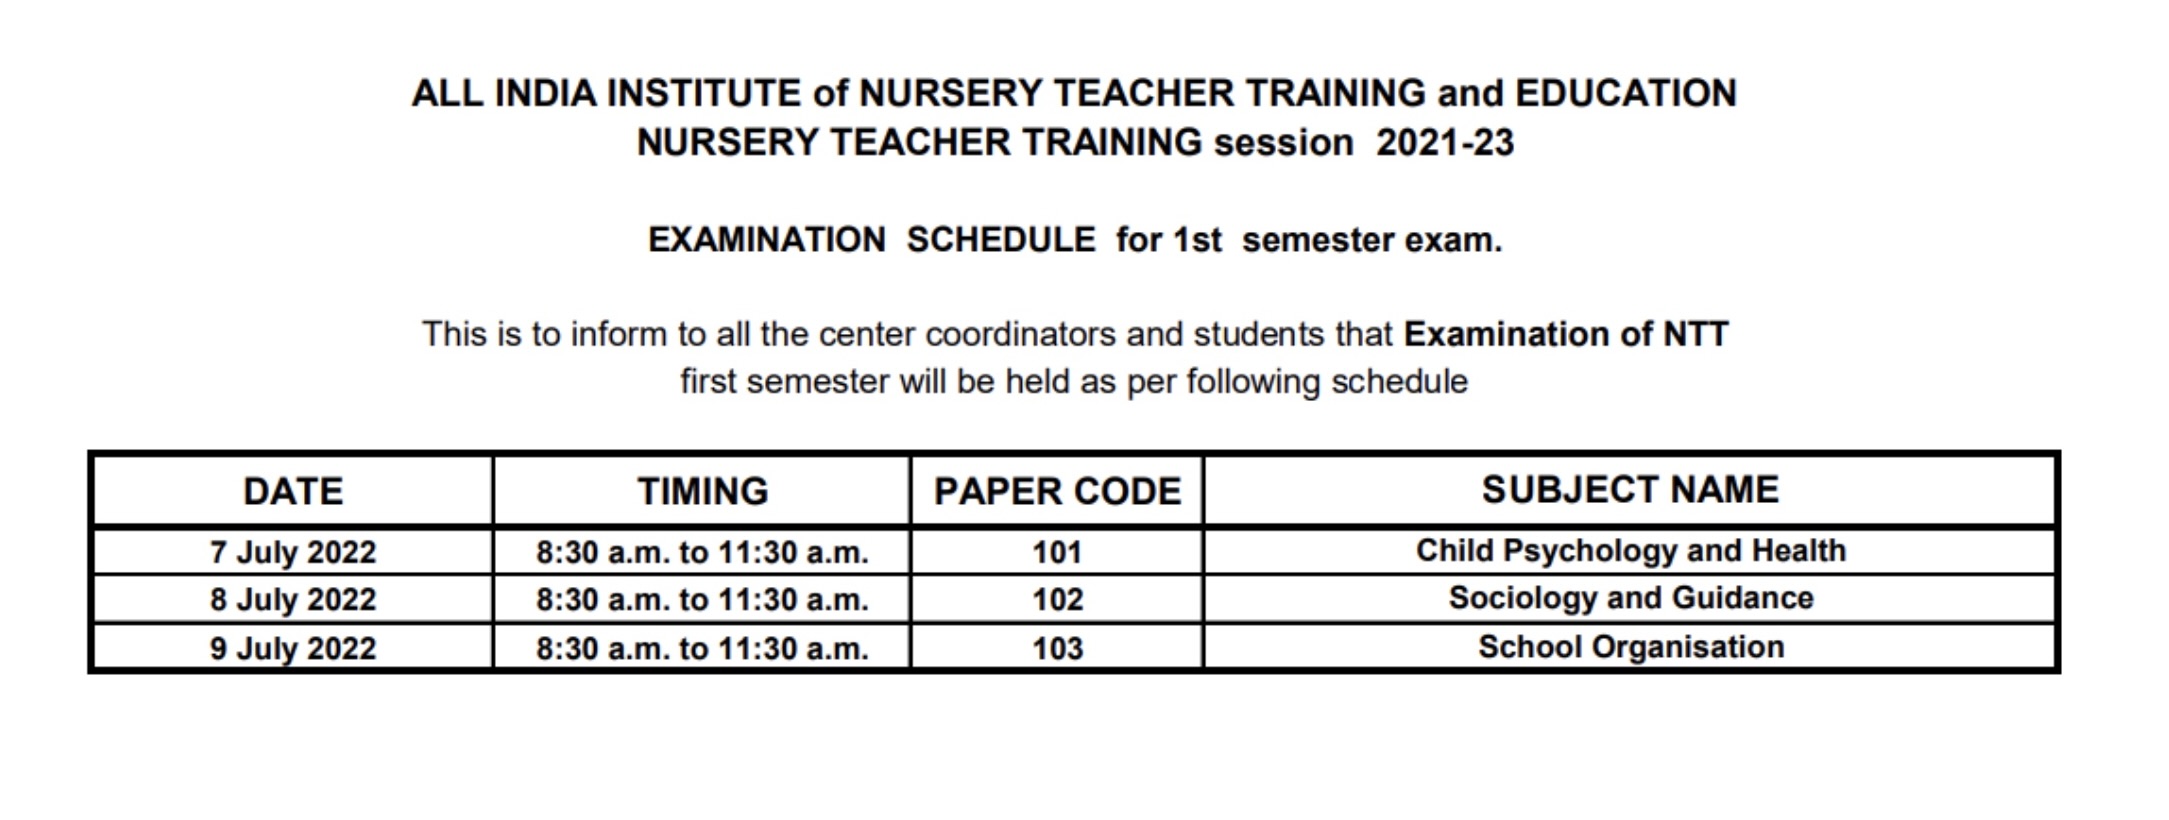 ALL INDIA INSTITUTE of NURSERY TEACHER TRAINING and EDUCATION
NURSERY TEACHER TRAINING session 2021-23
EXAMINATION SCHEDULE for 1st semester exam.
This is to inform to all the center coordinators and students that Examination of NTT
first semester will be held as per following schedule
DATE TIMING PAPER CODE SUBJECT NAME
7 July 2022 8:30 a.m. to 11:30 a.m. 101 Child Psychology and Health
8 July 2022 8:30 a.m. to 11:30 a.m. 102 Sociology and Guidance
9 July 2022 8:30 a.m. to 11:30 a.m. 103 School Organisation